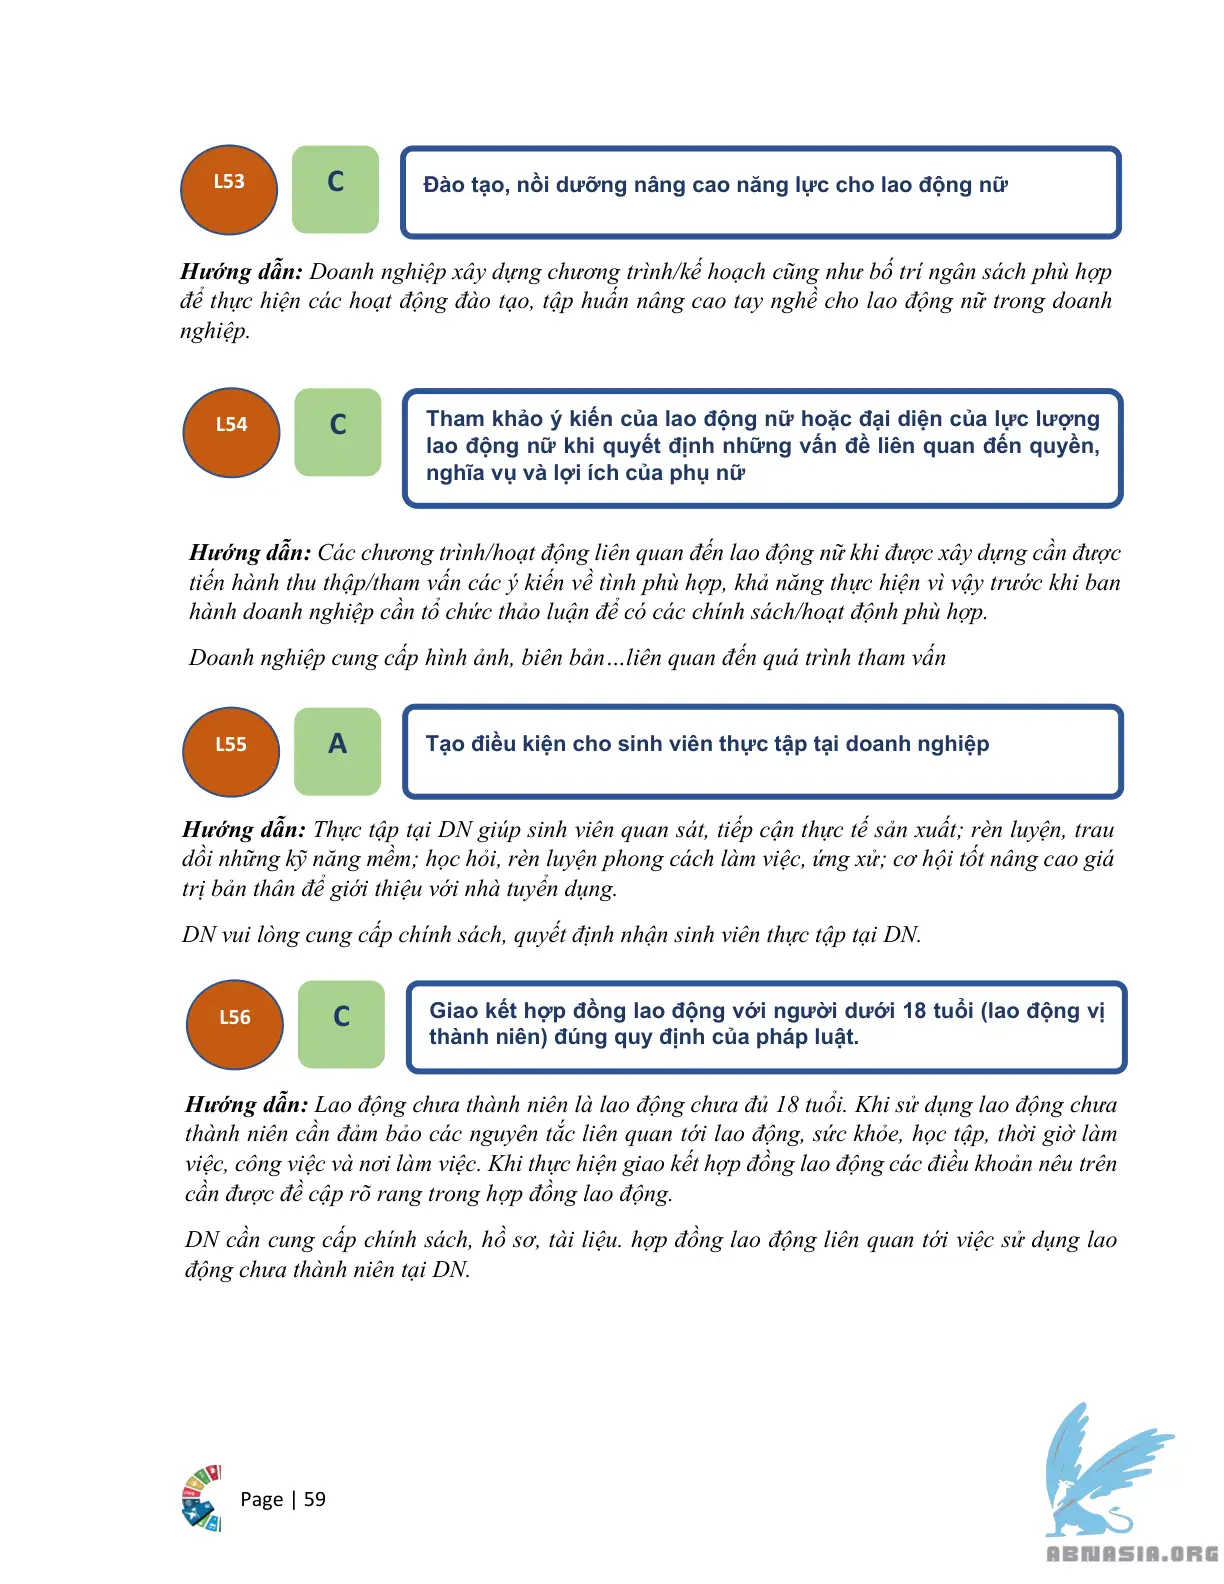 L53
C
Đào tạo, nồi dưỡng nâng cao năng lực cho lao động nữ
Hướng dẫn: Doanh nghiệp xây dựng chương trình/kế hoạch cũng như bố trí ngân sách phù hợp
để thực hiện các hoạt động đào tạo, tập huấn nâng cao tay nghề cho lao động nữ trong doanh
nghiệp.
L54
C
Tham khảo ý kiến của lao động nữ hoặc đại diện của lực lượng
lao động nữ khi quyết định những vấn đề liên quan đến quyền,
nghĩa vụ và lợi ích của phụ nữ
Hướng dẫn: Các chương trình/hoạt động liên quan đến lao động nữ khi được xây dựng cần được
tiến hành thu thập/tham vấn các ý kiến về tình phù hợp, khả năng thực hiện vì vậy trước khi ban
hành doanh nghiệp cần tổ chức thảo luận để có các chính sách/hoạt độnh phù hợp.
Doanh nghiệp cung cấp hình ảnh, biên bản…liên quan đến quá trình tham vấn
L55
A
Tạo điều kiện cho sinh viên thực tập tại doanh nghiệp
Hướng dẫn: Thực tập tại DN giúp sinh viên quan sát, tiếp cận thực tế sản xuất; rèn luyện, trau
dồi những kỹ năng mềm; học hỏi, rèn luyện phong cách làm việc, ứng xử; cơ hội tốt nâng cao giá
trị bản thân để giới thiệu với nhà tuyển dụng.
DN vui lòng cung cấp chính sách, quyết định nhận sinh viên thực tập tại DN.
L56
C
Giao kết hợp đồng lao động với người dưới 18 tuổi (lao động vị
thành niên) đúng quy định của pháp luật.
Hướng dẫn: Lao động chưa thành niên là lao động chưa đủ 18 tuổi. Khi sử dụng lao động chưa
thành niên cần đảm bảo các nguyên tắc liên quan tới lao động, sức khỏe, học tập, thời giờ làm
việc, công việc và nơi làm việc. Khi thực hiện giao kết hợp đồng lao động các điều khoản nêu trên
cần được đề cập rõ rang trong hợp đồng lao động.
DN cần cung cấp chính sách, hồ sơ, tài liệu. hợp đồng lao động liên quan tới việc sử dụng lao
động chưa thành niên tại DN.
Page | 59
ABNASIA.ORG